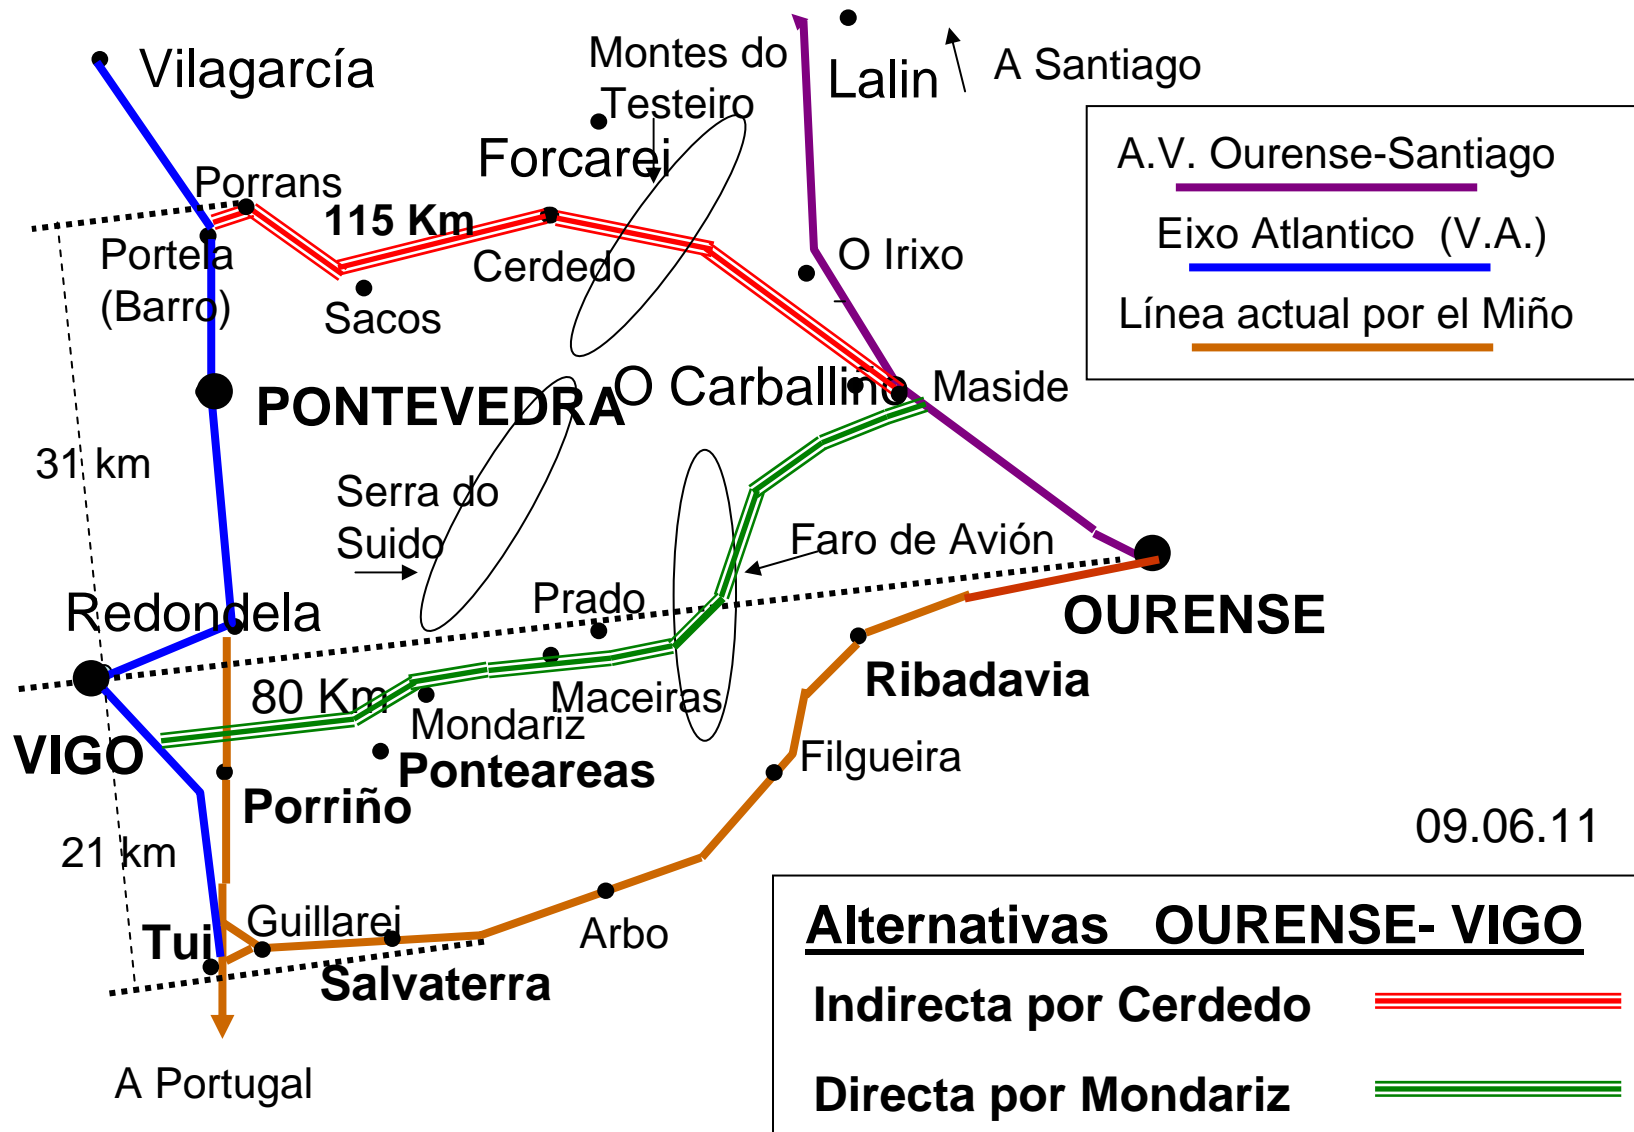 Vilagarcía
Montes do
Testeiro
Lalin
A Santiago
A.V. Ourense-Santiago
Eixo Atlantico (V.A.)
Línea actual por el Miño
Forcarei
Porrans
115 Km
Portela
(Barro)
Cerdedo
Sacos
O Irixo
O Carballino
Maside
PONTEVEDRA
31 km
Serra do
Suido
Faro de Avión
Prado
Redondela
OURENSE
Ribadavia
80 Km
Maceiras
Mondariz
VIGO
Ponteareas
Filgueira
Porriño
21 km
09.06.11
Guillarei
Tui
Arbo
Salvaterra
A Portugal
Alternativas OURENSE- VIGO
Indirecta por Cerdedo
Directa por Mondariz